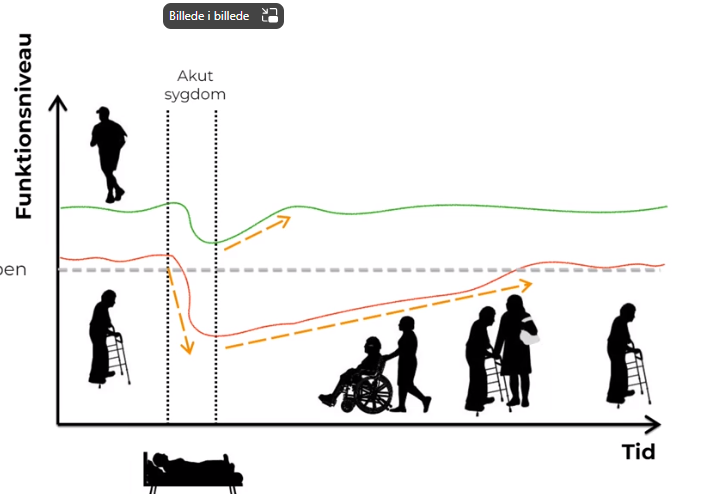 Billede i billede
Akut
sygdom
Funktionsniveau
Tid